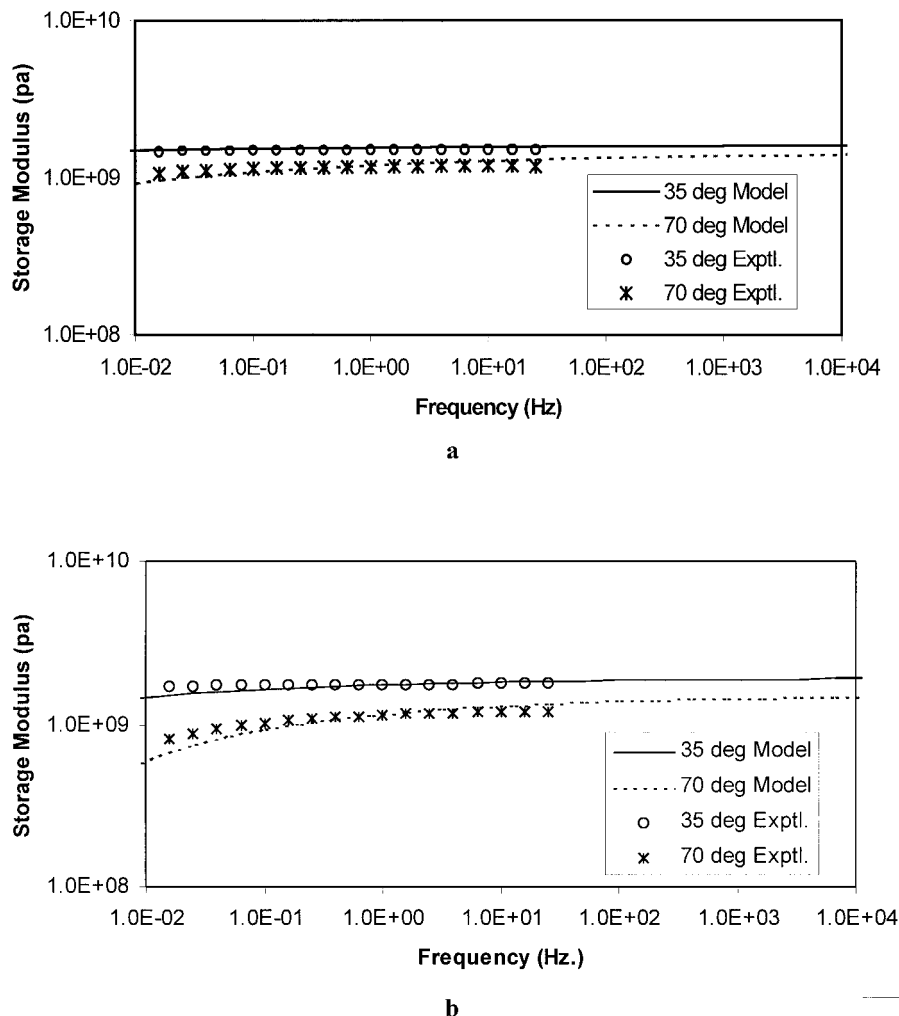 1.0E+10
1.0E+09
1.0E+08
Storage Modulus (pa)
1.0E-02 1.0E-01 1.0E+00 1.0E+01 1.0E+02 1.0E+03 1.0E+04
Frequency (Hz)
35 deg Model
70 deg Model
35 deg Exptl.
70 deg Exptl.
a
1.0E+10
1.0E+09
1.0E+08
Storage Modulus (pa)
1.0E-02 1.0E-01 1.0E+00 1.0E+01 1.0E+02 1.0E+03 1.0E+04
Frequency (Hz.)
35 deg Model
70 deg Model
35 deg Exptl.
70 deg Exptl.
b